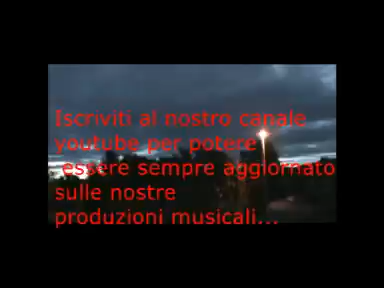 Iscriviti al nostro canale
youtube per potere
essere sempre aggiornato
sulle nostre
produzioni musicali...